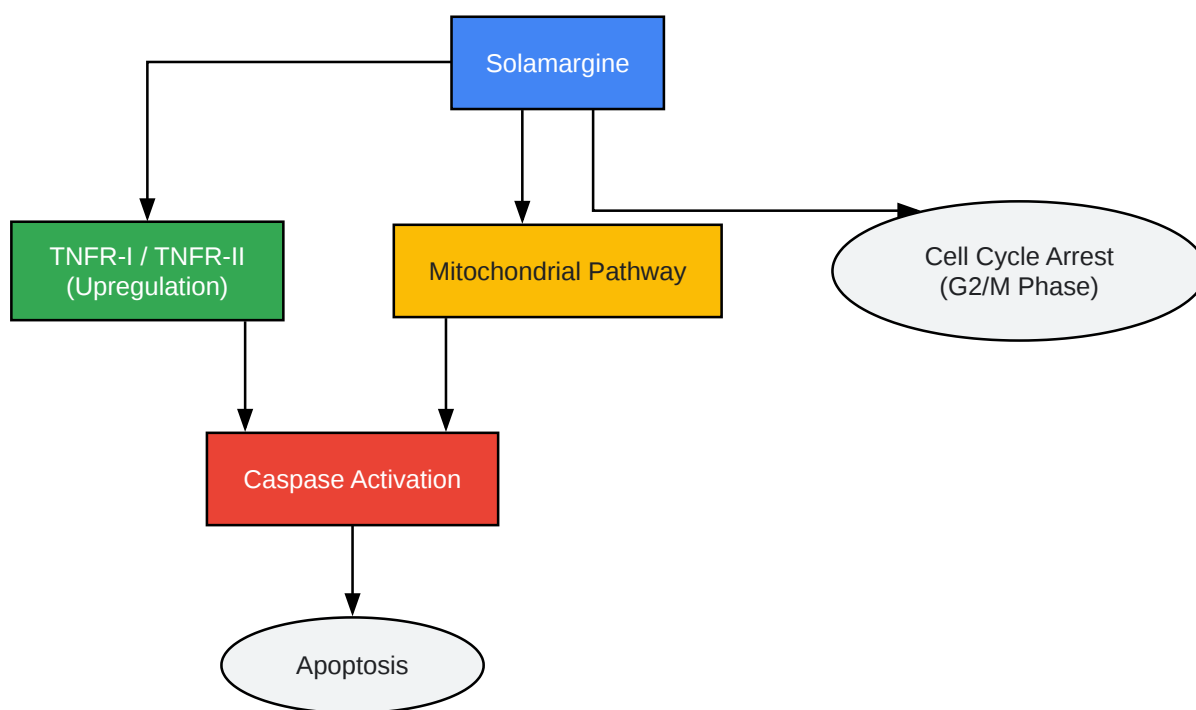 Solamargine
TNFR-I / TNFR-II
(Upregulation)
Mitochondrial Pathway
Cell Cycle Arrest
(G2/M Phase)
Caspase Activation
Apoptosis